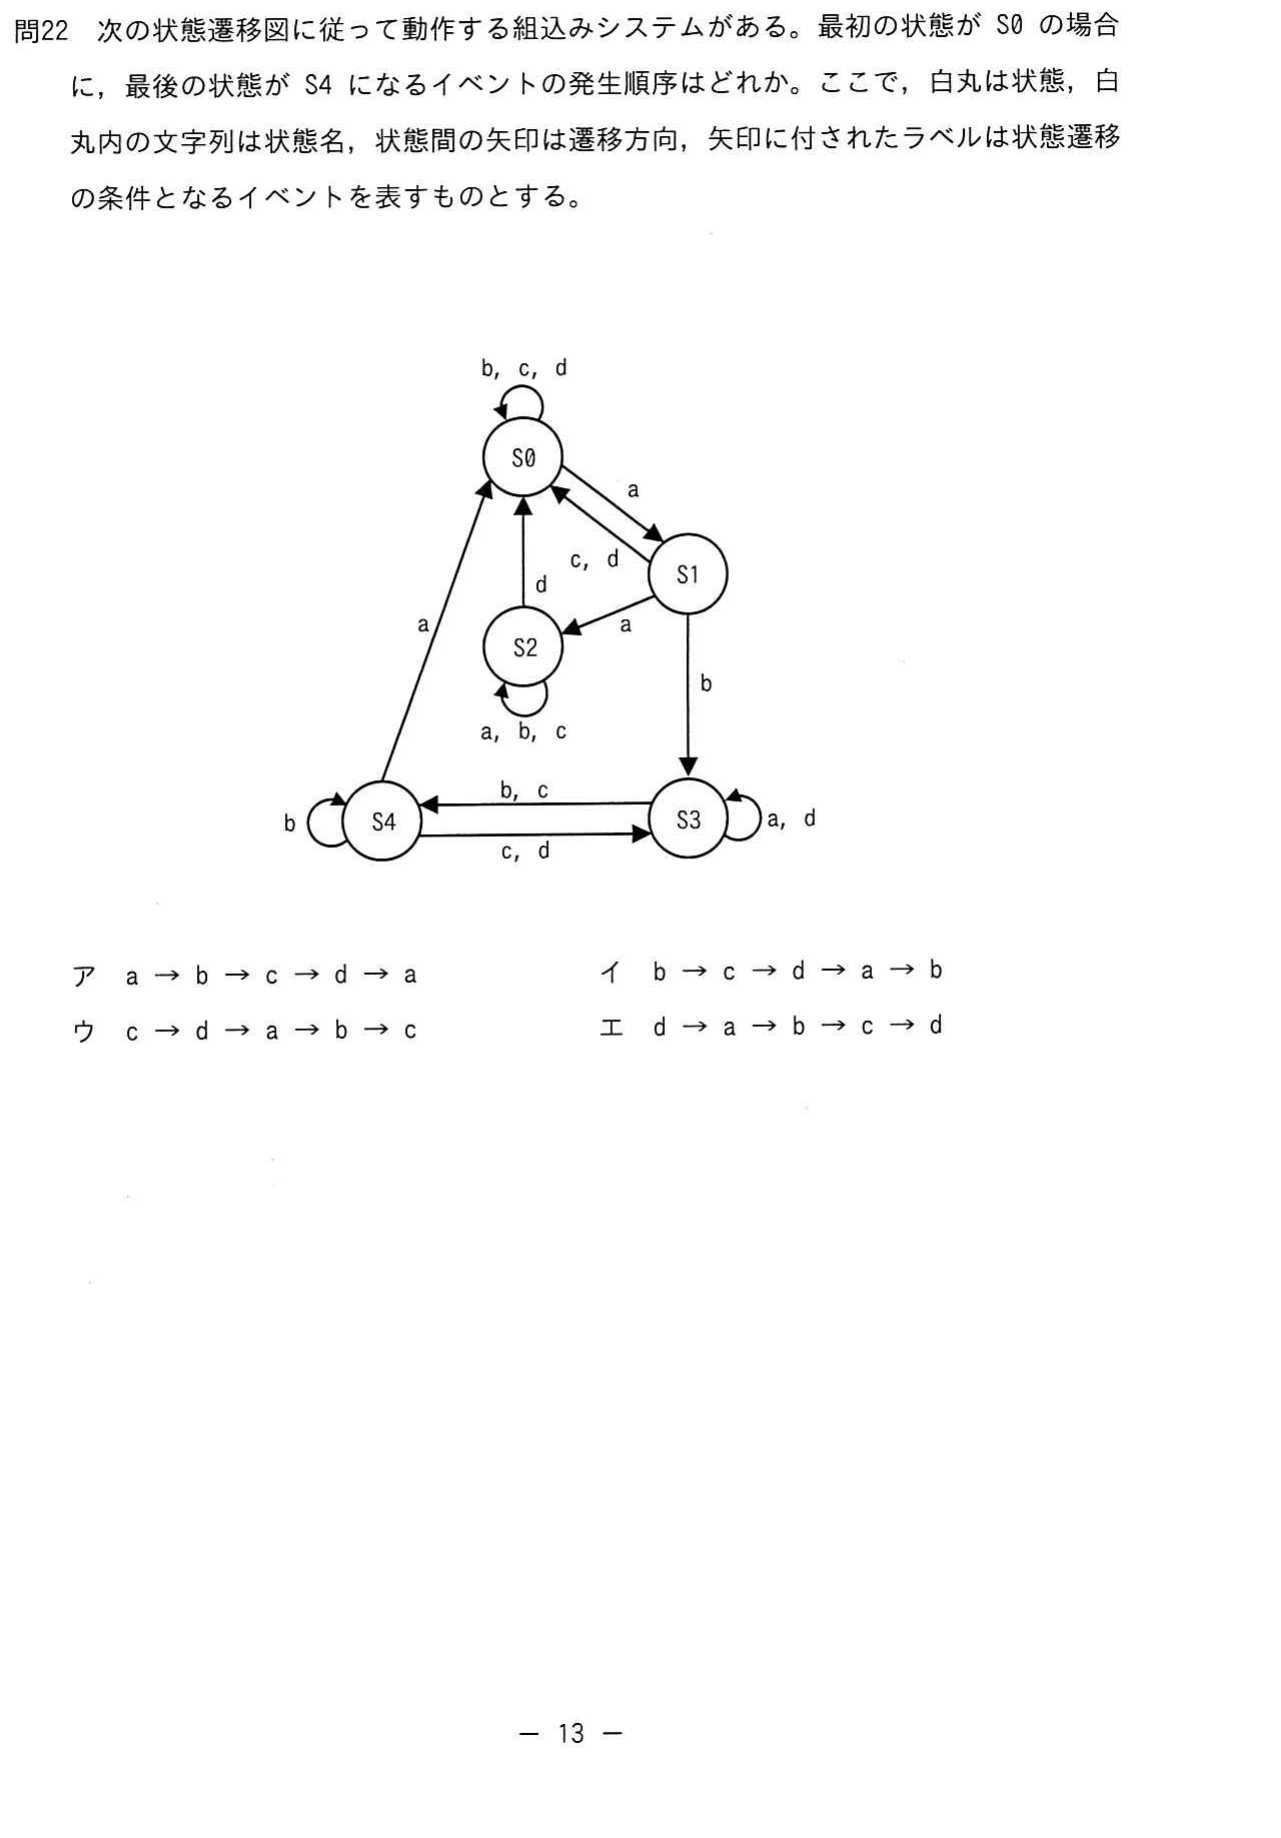 問22 次の状態遷移図に従って動作する組込みシステムがある。最初の状態が S0 の場合
に，最後の状態が S4 になるイベントの発生順序はどれか。ここで，白丸は状態，白
丸内の文字列は状態名，状態間の矢印は遷移方向，矢印に付されたラベルは状態遷移
の条件となるイベントを表すものとする。
b, c, d
S0
a
c, d
S1
d
a
a
S2
b
a, b, c
b, c
b
S4
S3
a, d
c, d
ア a → b → c → d → a
イ b → c → d → a → b
ウ c → d → a → b → c
エ d → a → b → c → d
— 13 —